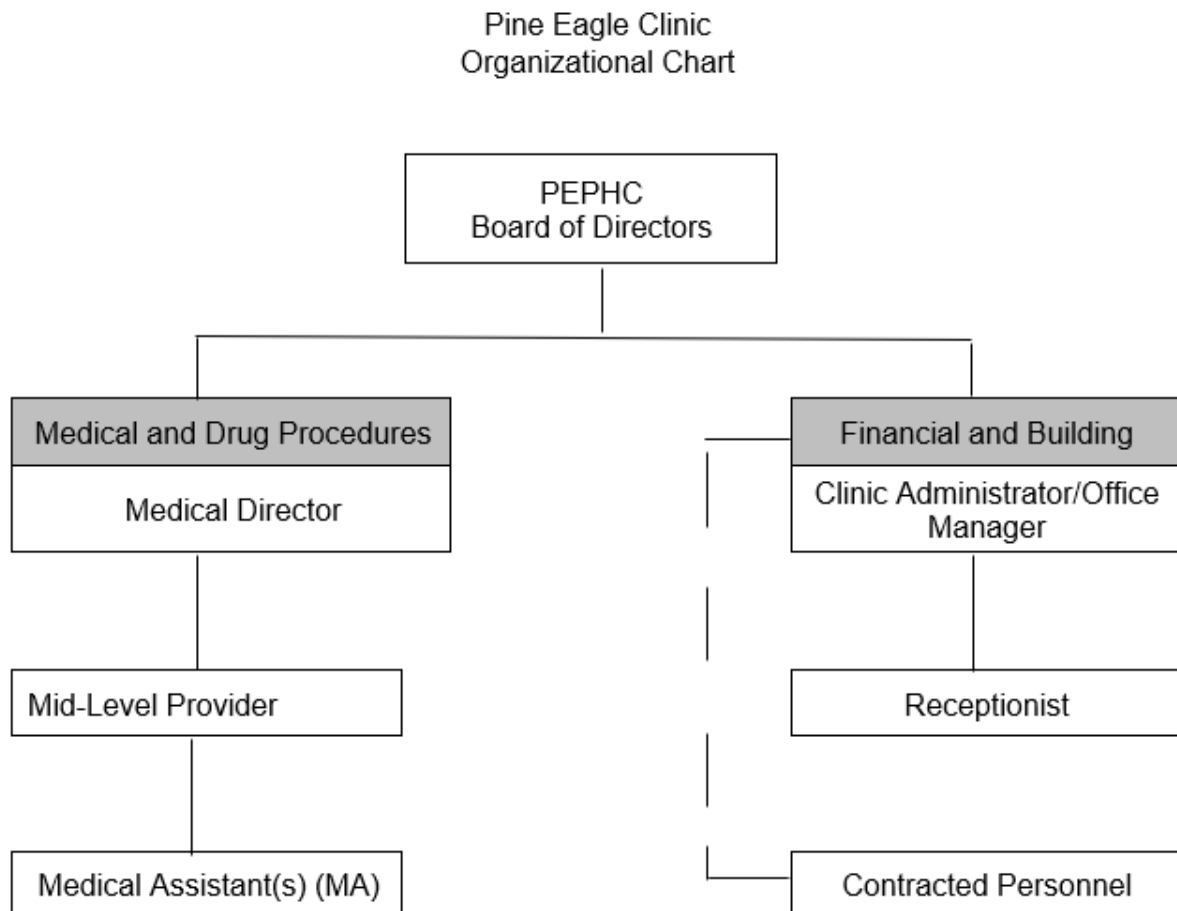 Pine Eagle Clinic
Organizational Chart
PEPHC
Board of Directors
Medical and Drug Procedures
Medical Director
Financial and Building
Clinic Administrator/Office
Manager
Mid-Level Provider
Receptionist
Medical Assistant(s) (MA)
Contracted Personnel